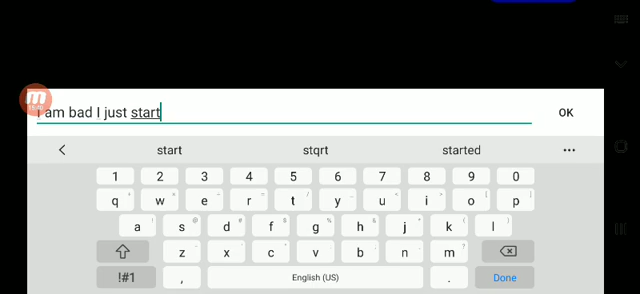 I am bad I just start
OK
start stqrt started
1 2 3 4 5 6 7 8 9 0
q w e r t y u i o p
a s d f g h j k l
z x c v b n m
!#1 , English (US) . Done